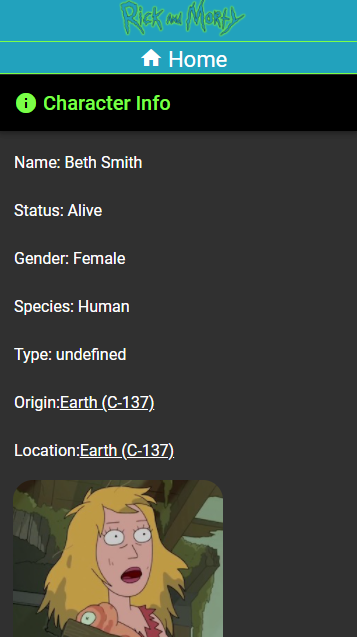 Rick and Morty
Home
Character Info
Name: Beth Smith
Status: Alive
Gender: Female
Species: Human
Type: undefined
Origin:Earth (C-137)
Location:Earth (C-137)